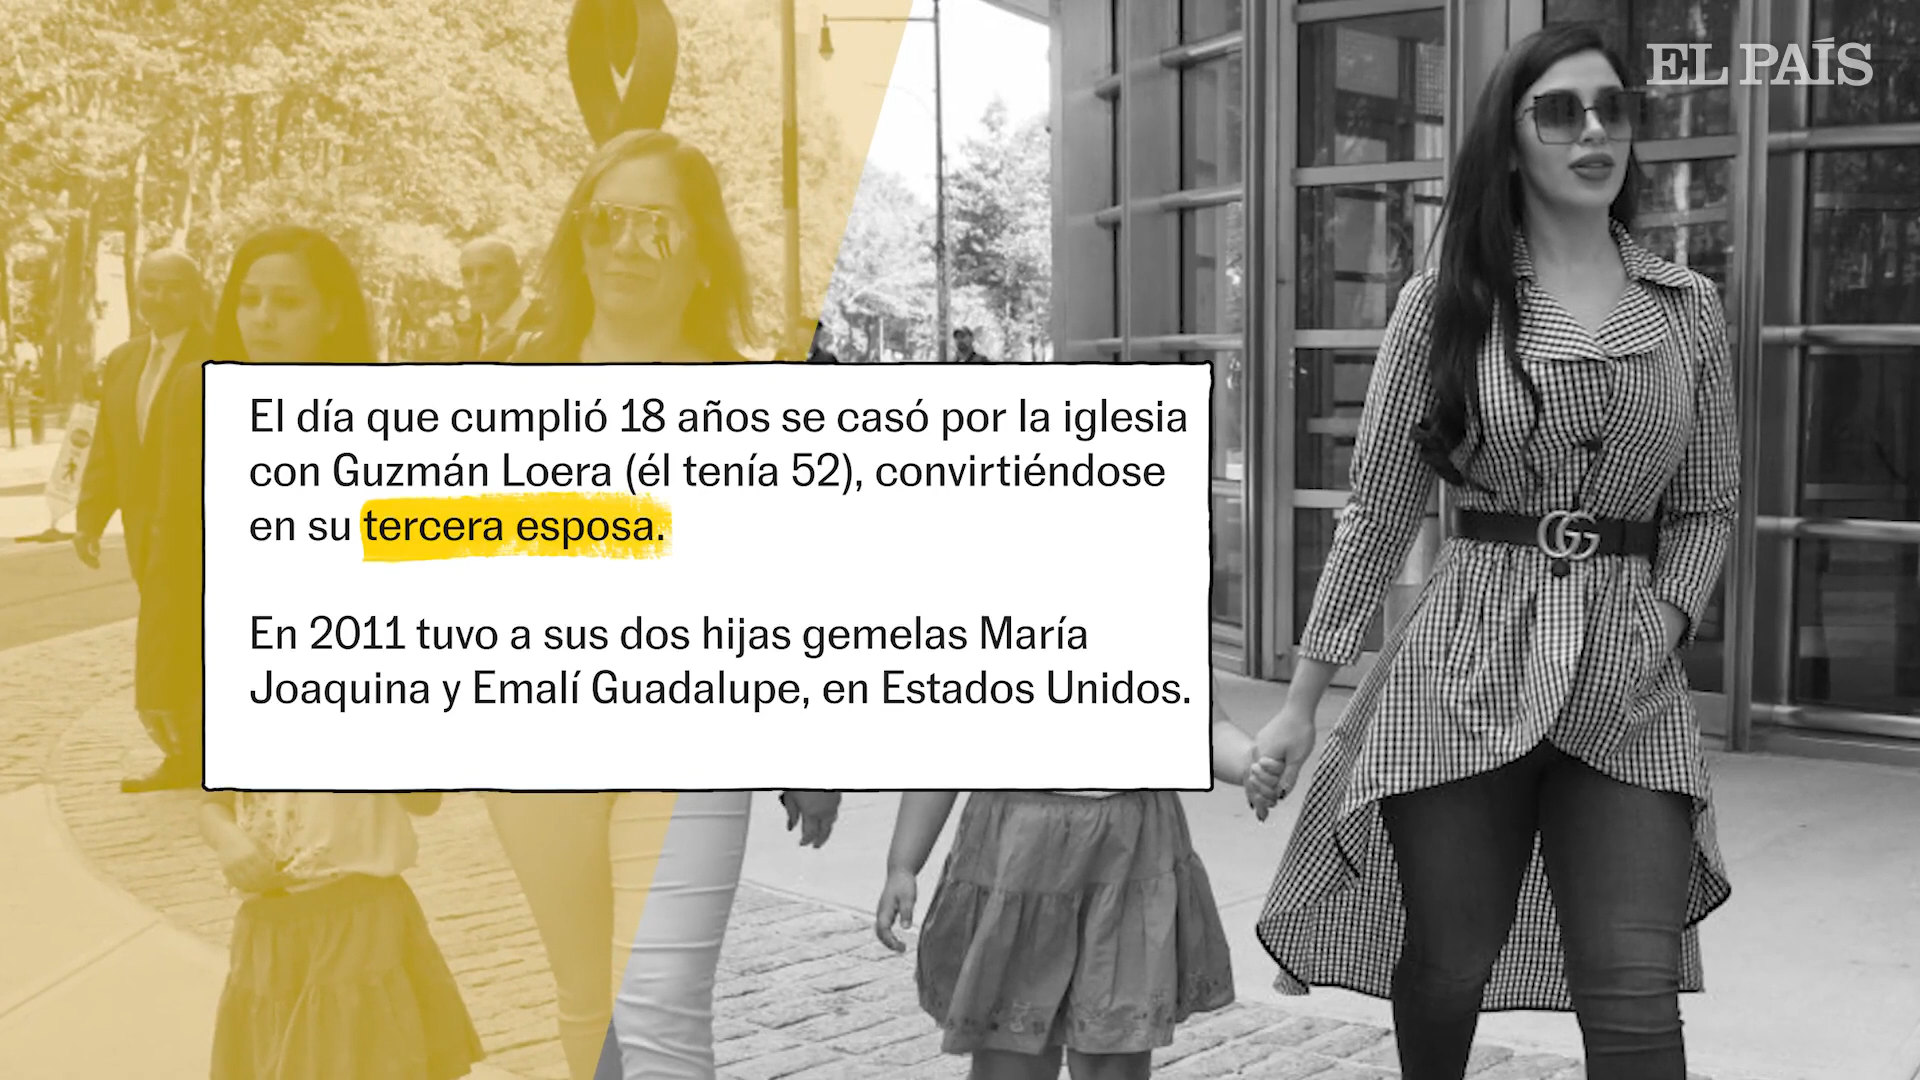 EL PAÍS
El día que cumplió 18 años se casó por la iglesia
con Guzmán Loera (él tenía 52), convirtiéndose
en su tercera esposa.
En 2011 tuvo a sus dos hijas gemelas María
Joaquina y Emalí Guadalupe, en Estados Unidos.